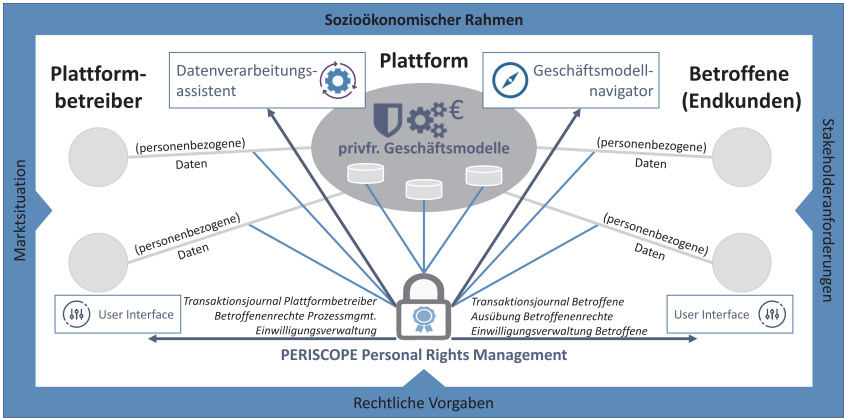 Sozioökonomischer Rahmen
Plattform-
betreiber
Datenverarbeitungs-
assistent
Plattform
Geschäftsmodell-
navigator
Betroffene
(Endkunden)
€
privfr. Geschäftsmodelle
(personenbezogene)
Daten
(personenbezogene)
Daten
(personenbezogene)
Daten
(personenbezogene)
Daten
Marktsituation
Stakeholderanforderungen
User Interface
Transaktionsjournal Plattformbetreiber
Betroffenenrechte Prozessmgmt.
Einwilligungsverwaltung
Transaktionsjournal Betroffene
Ausübung Betroffenenrechte
Einwilligungsverwaltung Betroffene
User Interface
PERISCOPE Personal Rights Management
Rechtliche Vorgaben